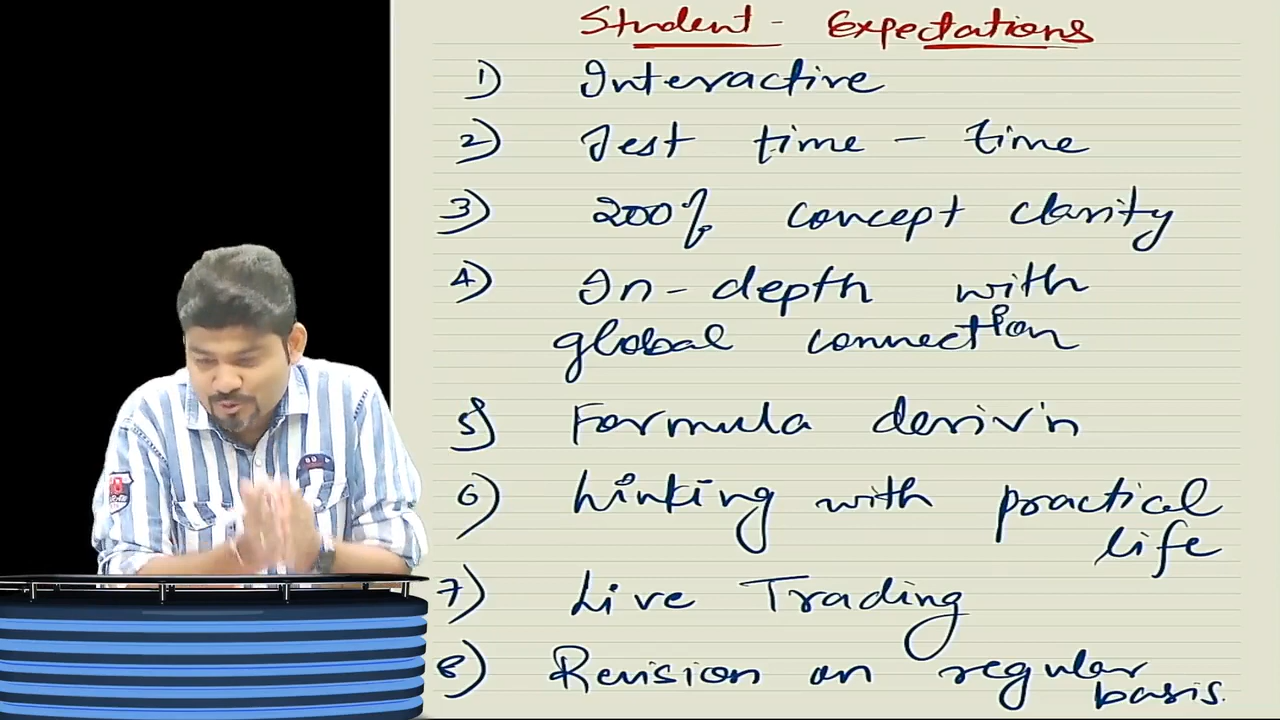 Student - Expectations
1) Interactive
2) Test time - time
3) 200% concept clarity
4) In-depth with
global connection
5) Formula deriv'n
6) Linking with practical
life
7) Live Trading
8) Revision on regular
basis.